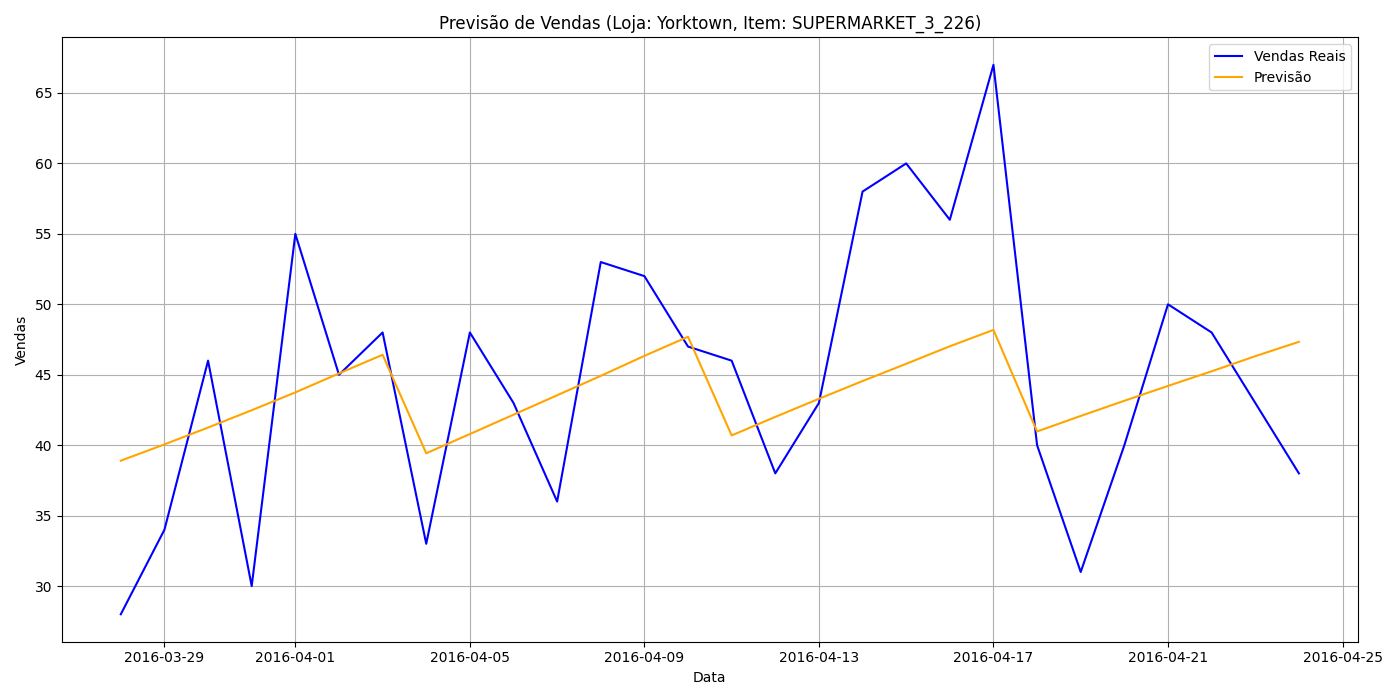 Previsão de Vendas (Loja: Yorktown, Item: SUPERMARKET_3_226)
Vendas Reais
Previsão
65
60
55
50
45
40
35
30
Vendas
2016-03-29 2016-04-01 2016-04-05 2016-04-09 2016-04-13 2016-04-17 2016-04-21 2016-04-25
Data